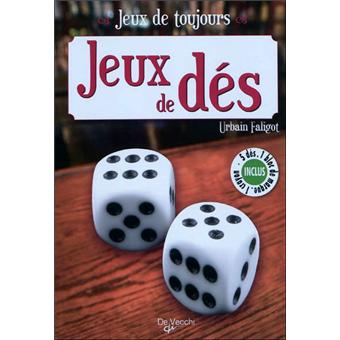 Jeux de toujours
Jeux
de dés
Urbain Faligot
5 dés, 1 bloc de marque, 1 crayon
INCLUS
De Vecchi